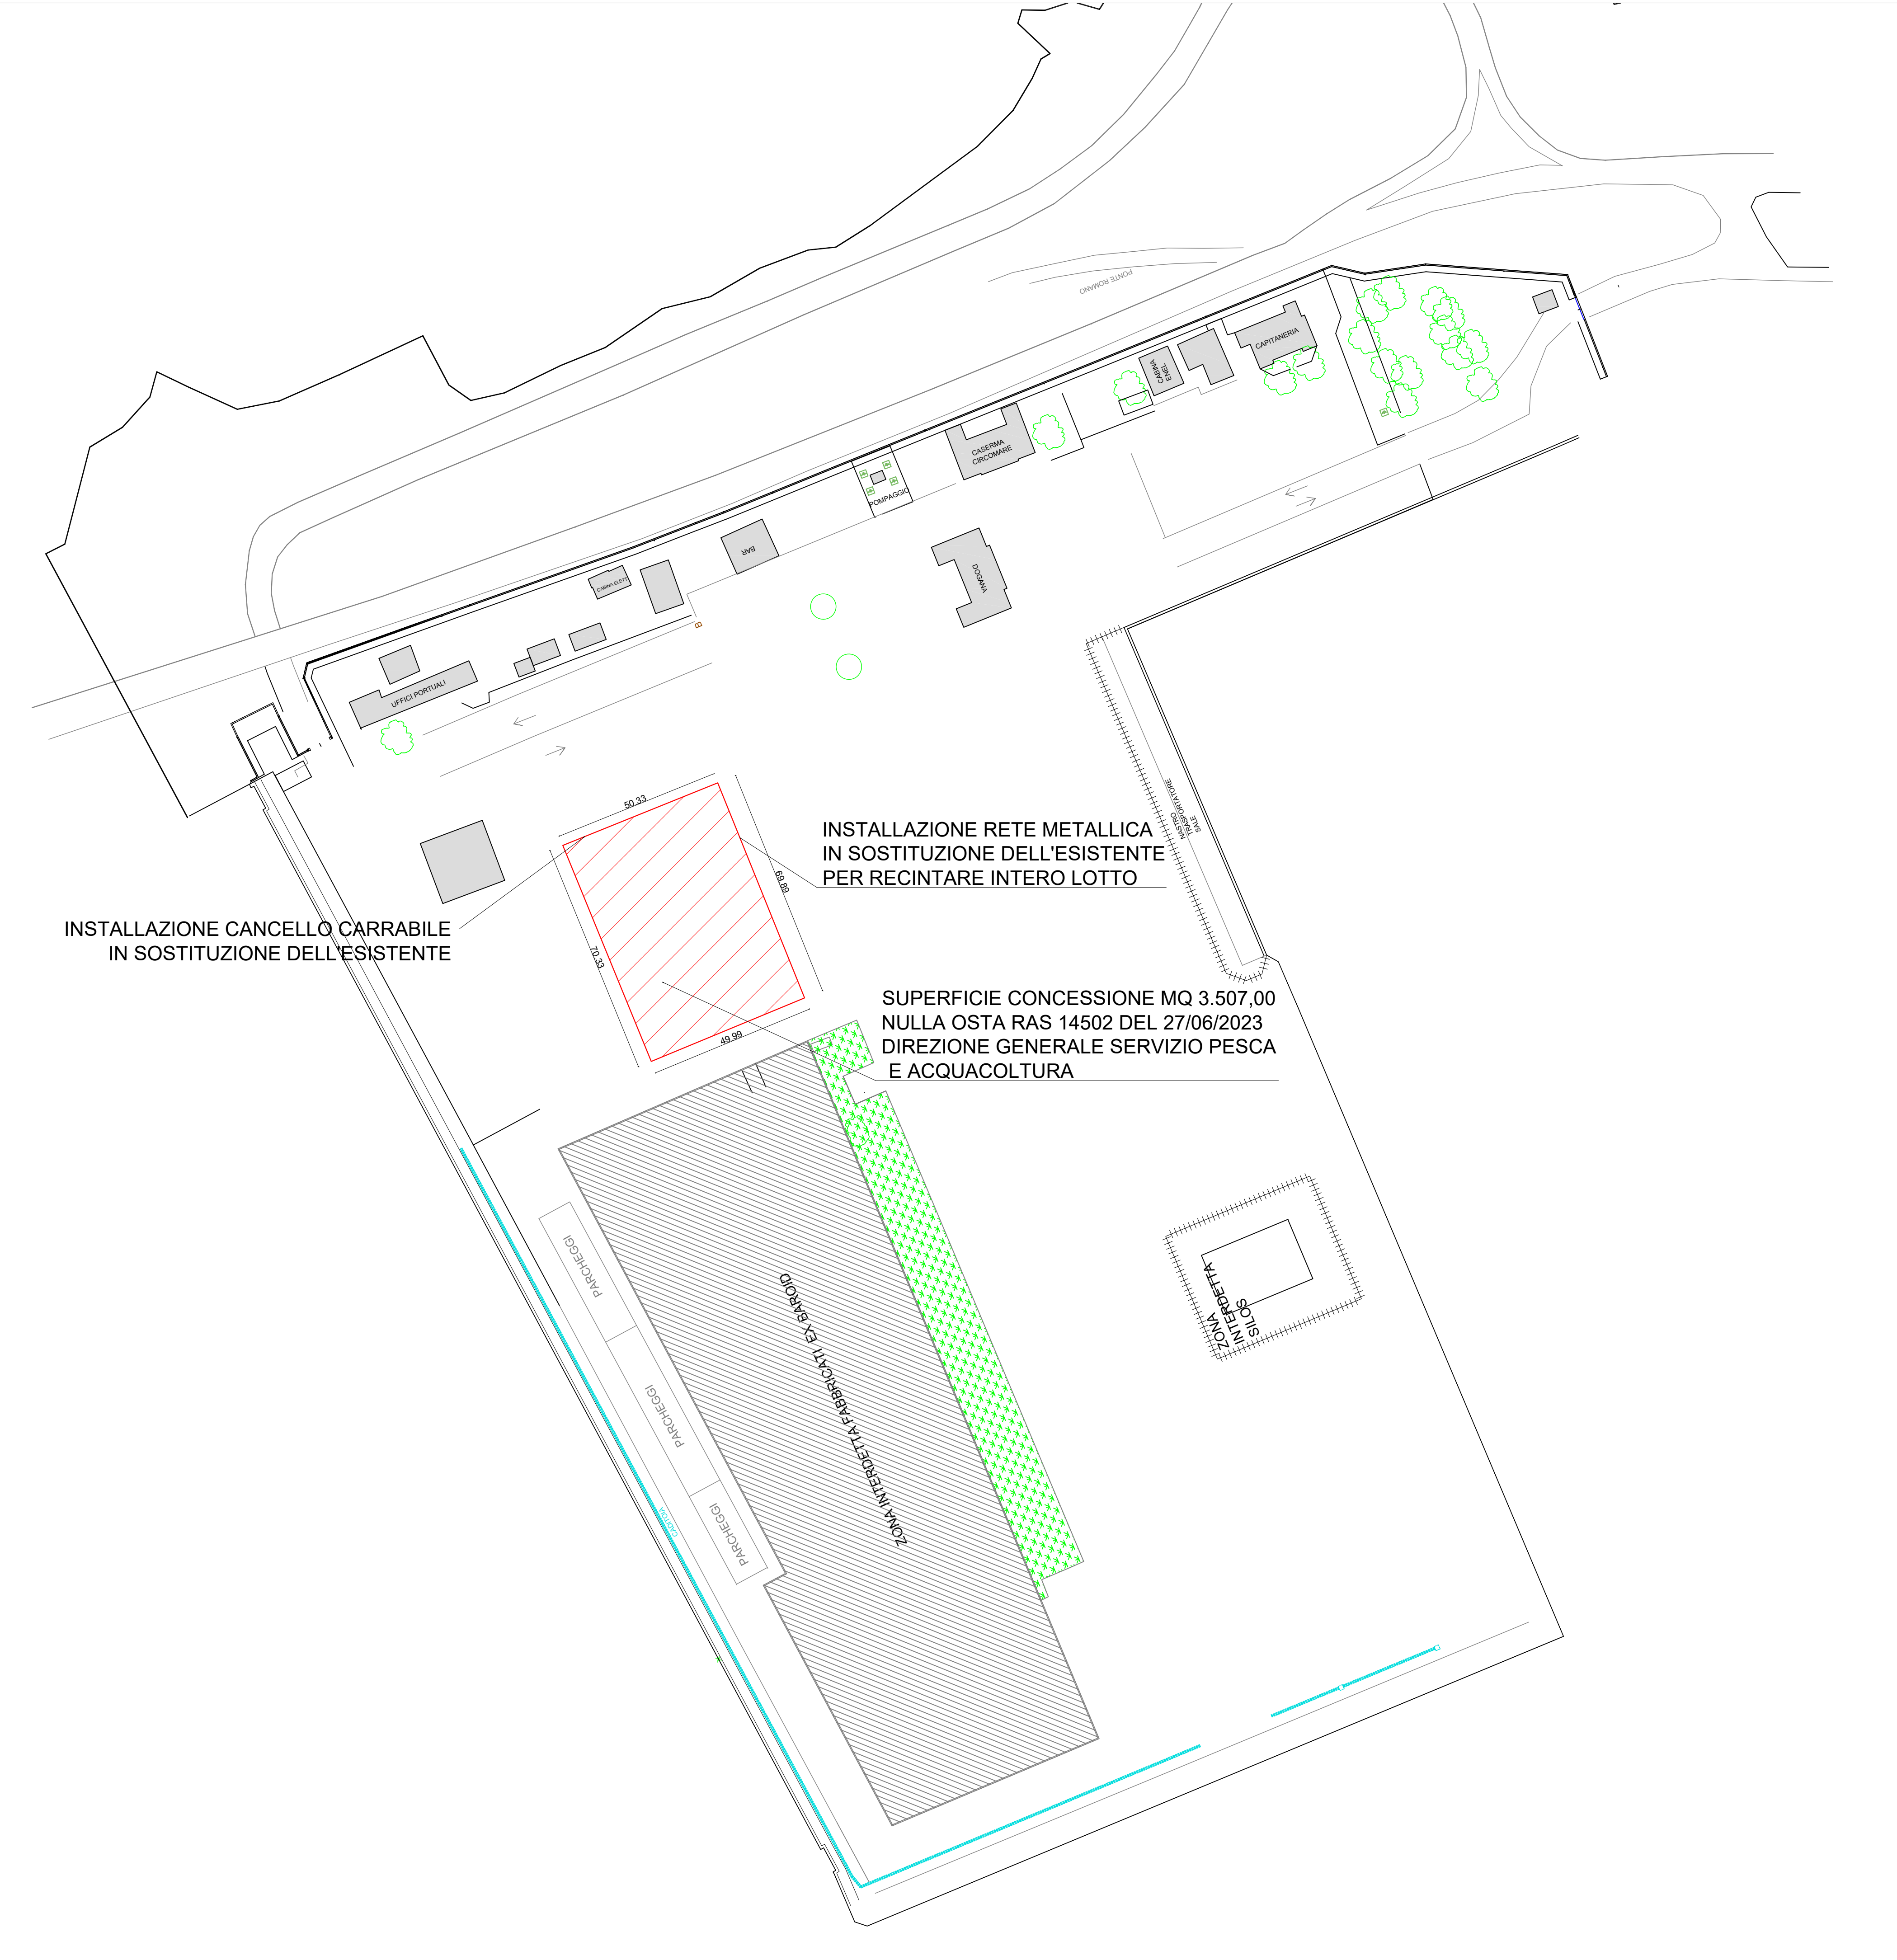 PONTE ROMANO
CAPITANERIA
CABINA
ENEL
CASERMA
CIRCOMARE
POMPAGGIO
BAR
DOGANA
CABINA ELETT.
UFFICI PORTUALI
NASTRO
TRASPORTATORE
SALE
50.33
69.89
70.33
49.99
INSTALLAZIONE RETE METALLICA
IN SOSTITUZIONE DELL'ESISTENTE
PER RECINTARE INTERO LOTTO
INSTALLAZIONE CANCELLO CARRABILE
IN SOSTITUZIONE DELL'ESISTENTE
SUPERFICIE CONCESSIONE MQ 3.507,00
NULLA OSTA RAS 14502 DEL 27/06/2023
DIREZIONE GENERALE SERVIZIO PESCA
E ACQUACOLTURA
PARCHEGGI
PARCHEGGI
PARCHEGGI
CADITOIA
ZONA INTERDETTA FABBRICATI EX BAROID
ZONA
INTERDETTA
SILOS